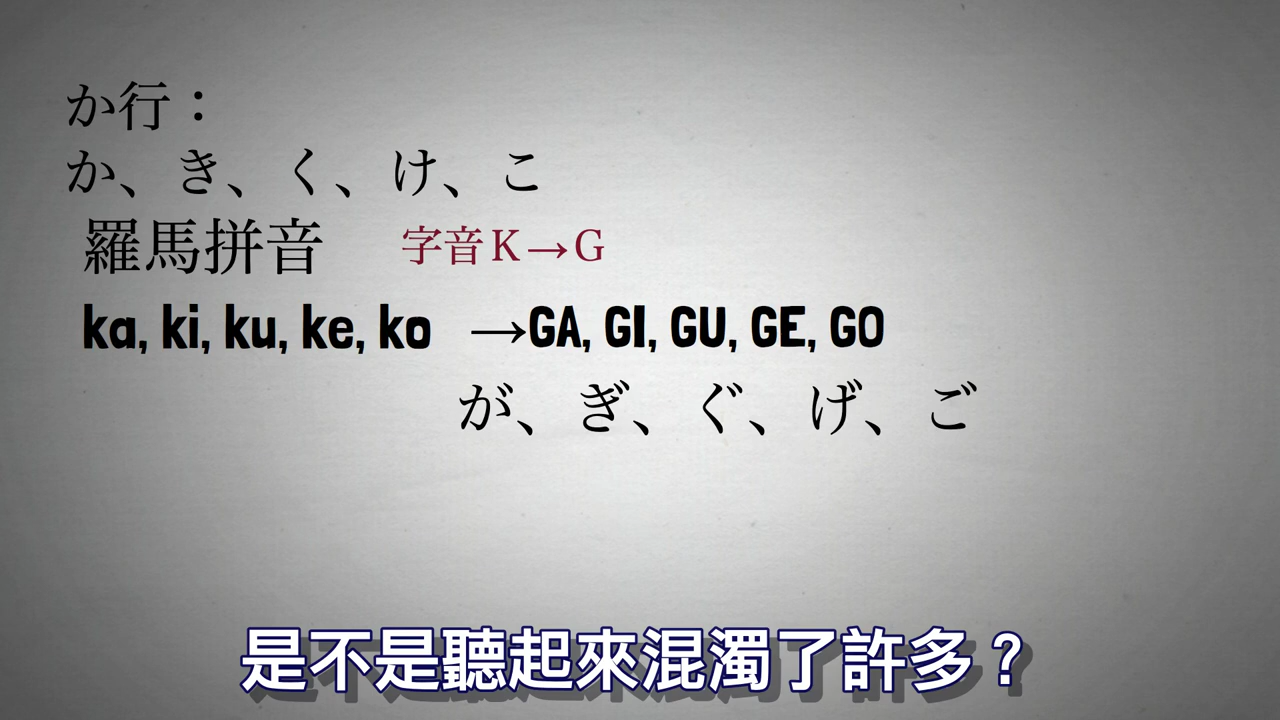 か行：
か、き、く、け、こ
羅馬拼音 字音K→G
ka, ki, ku, ke, ko →GA, GI, GU, GE, GO
が、ぎ、ぐ、げ、ご
是不是聽起來混濁了許多？